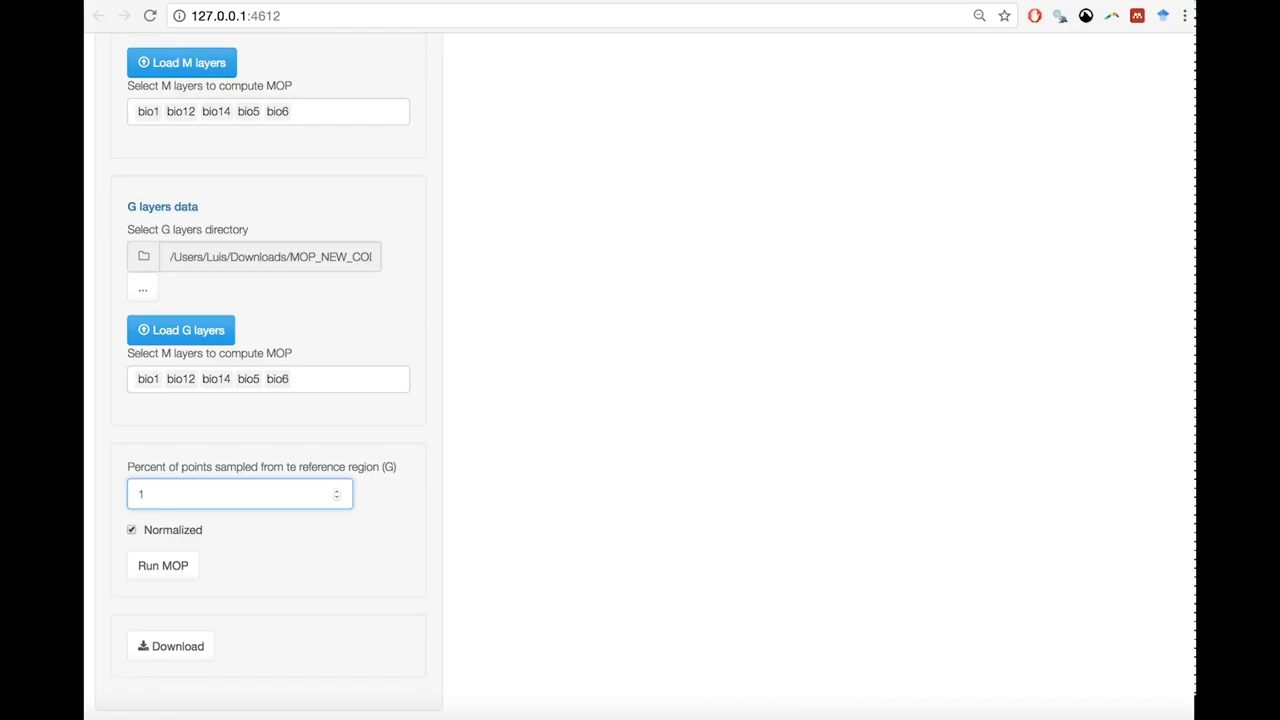 127.0.0.1:4612
Load M layers
Select M layers to compute MOP
bio1 bio12 bio14 bio5 bio6
G layers data
Select G layers directory
/Users/Luis/Downloads/MOP_NEW_COI
...
Load G layers
Select M layers to compute MOP
bio1 bio12 bio14 bio5 bio6
Percent of points sampled from te reference region (G)
1
Normalized
Run MOP
Download